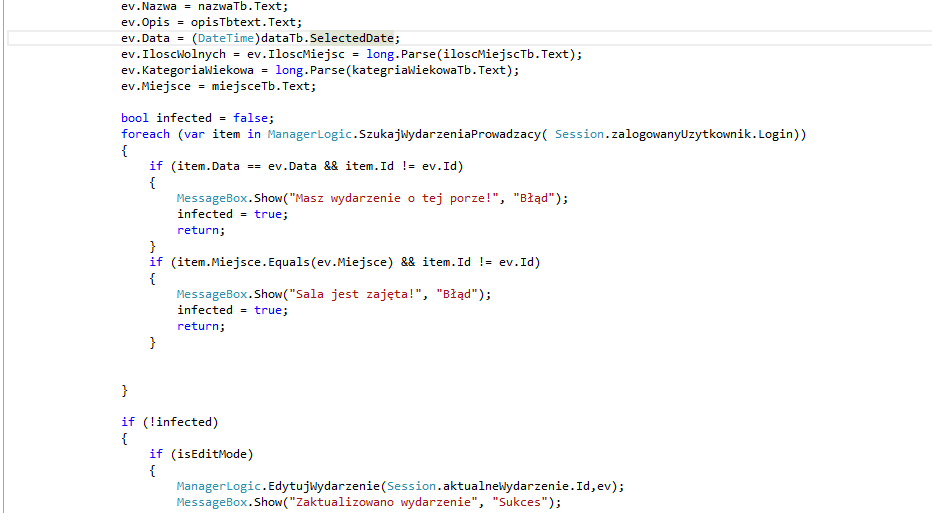 ev.Nazwa = nazwaTb.Text;
ev.Opis = opisTbtext.Text;
ev.Data = (DateTime)dataTb.SelectedDate;
ev.IloscWolnych = ev.IloscMiejsc = long.Parse(iloscMiejscTb.Text);
ev.KategoriaWiekowa = long.Parse(kategriaWiekowaTb.Text);
ev.Miejsce = miejsceTb.Text;
bool infected = false;
foreach (var item in ManagerLogic.SzukajWydarzeniaProwadzacy( Session.zalogowanyUzytkownik.Login))
{
if (item.Data == ev.Data && item.Id != ev.Id)
{
MessageBox.Show("Masz wydarzenie o tej porze!", "Błąd");
infected = true;
return;
}
if (item.Miejsce.Equals(ev.Miejsce) && item.Id != ev.Id)
{
MessageBox.Show("Sala jest zajęta!", "Błąd");
infected = true;
return;
}
}
if (!infected)
{
if (isEditMode)
{
ManagerLogic.EdytujWydarzenie(Session.aktualneWydarzenie.Id,ev);
MessageBox.Show("Zaktualizowano wydarzenie", "Sukces");